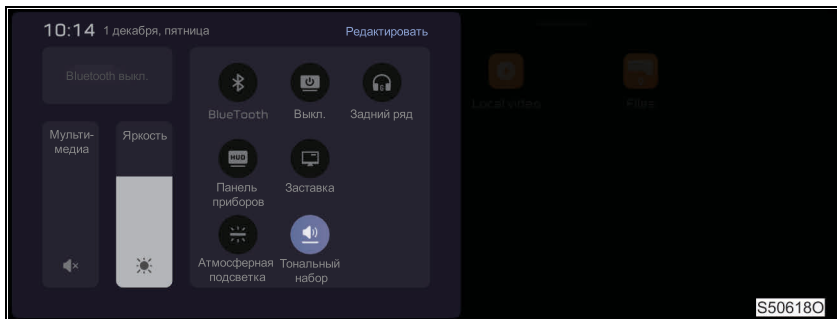 10:14 1 декабря, пятница
Редактировать
Bluetooth выкл.
Мульти-
медиа
Яркость
BlueTooth
Выкл.
Задний ряд
HUD
Панель
приборов
Заставка
Атмосферная
подсветка
Тональный
набор
Local video
Files
S50618O